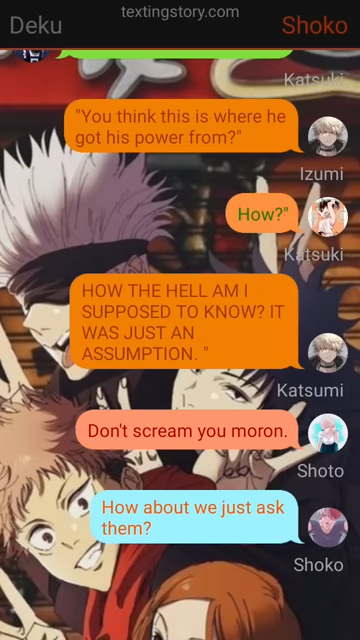 textingstory.com
Deku
Shoko
Katsuki
"You think this is where he
got his power from?"
Izumi
How?"
Katsuki
HOW THE HELL AM I
SUPPOSED TO KNOW? IT
WAS JUST AN
ASSUMPTION. "
Katsumi
Don't scream you moron.
Shoto
How about we just ask
them?
Shoko